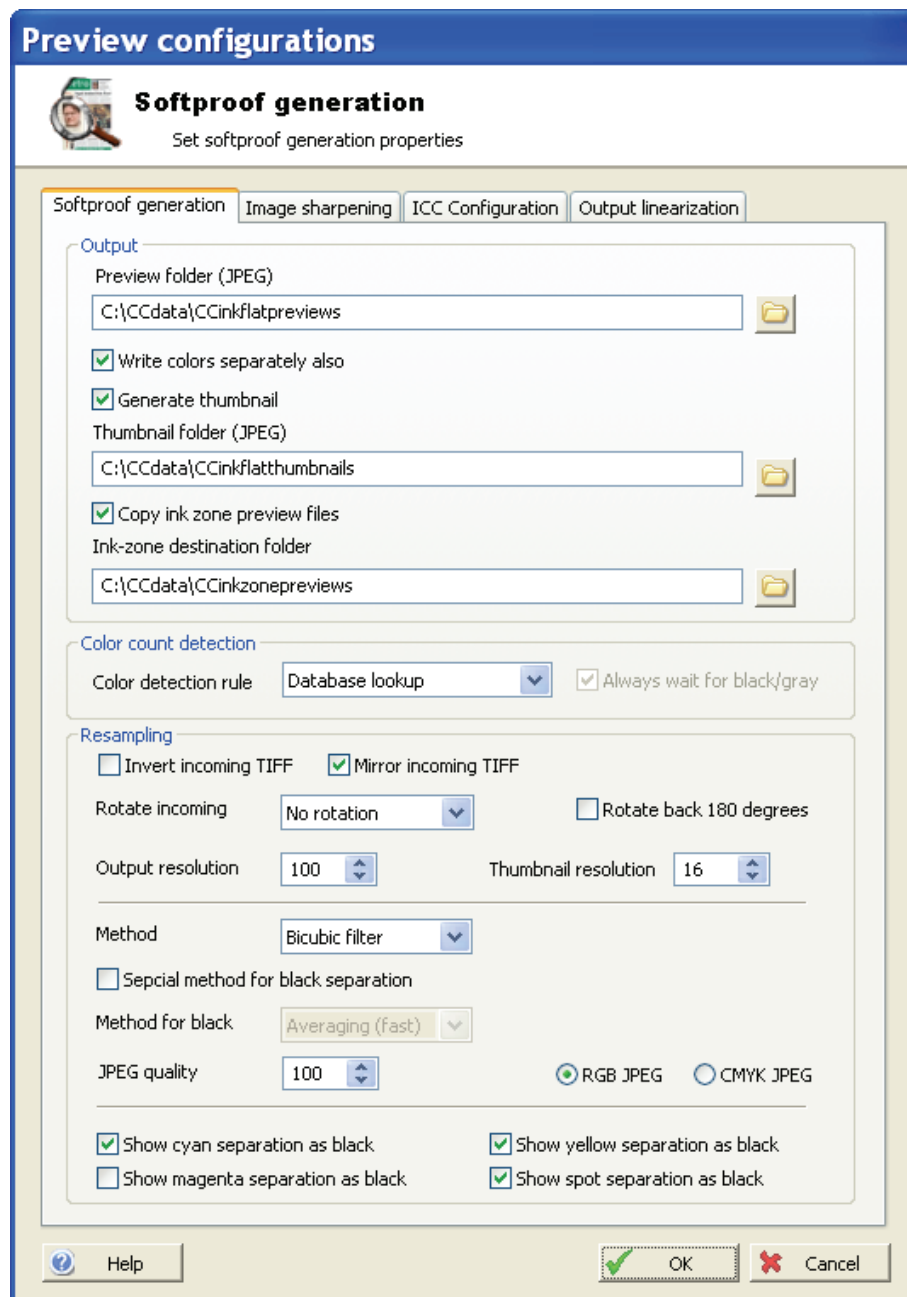 Preview configurations
Softproof generation
Set softproof generation properties
Softproof generation Image sharpening ICC Configuration Output linearization
Output
Preview folder (JPEG)
C:\CCdata\CCinkflatpreviews
Write colors separately also
Generate thumbnail
Thumbnail folder (JPEG)
C:\CCdata\CCinkflatthumbnails
Copy ink zone preview files
Ink-zone destination folder
C:\CCdata\CCinkzonepreviews
Color count detection
Color detection rule Database lookup Always wait for black/gray
Resampling
Invert incoming TIFF Mirror incoming TIFF
Rotate incoming No rotation Rotate back 180 degrees
Output resolution 100 Thumbnail resolution 16
Method Bicubic filter
Sepcial method for black separation
Method for black Averaging (fast)
JPEG quality 100 RGB JPEG CMYK JPEG
Show cyan separation as black Show yellow separation as black
Show magenta separation as black Show spot separation as black
Help OK Cancel